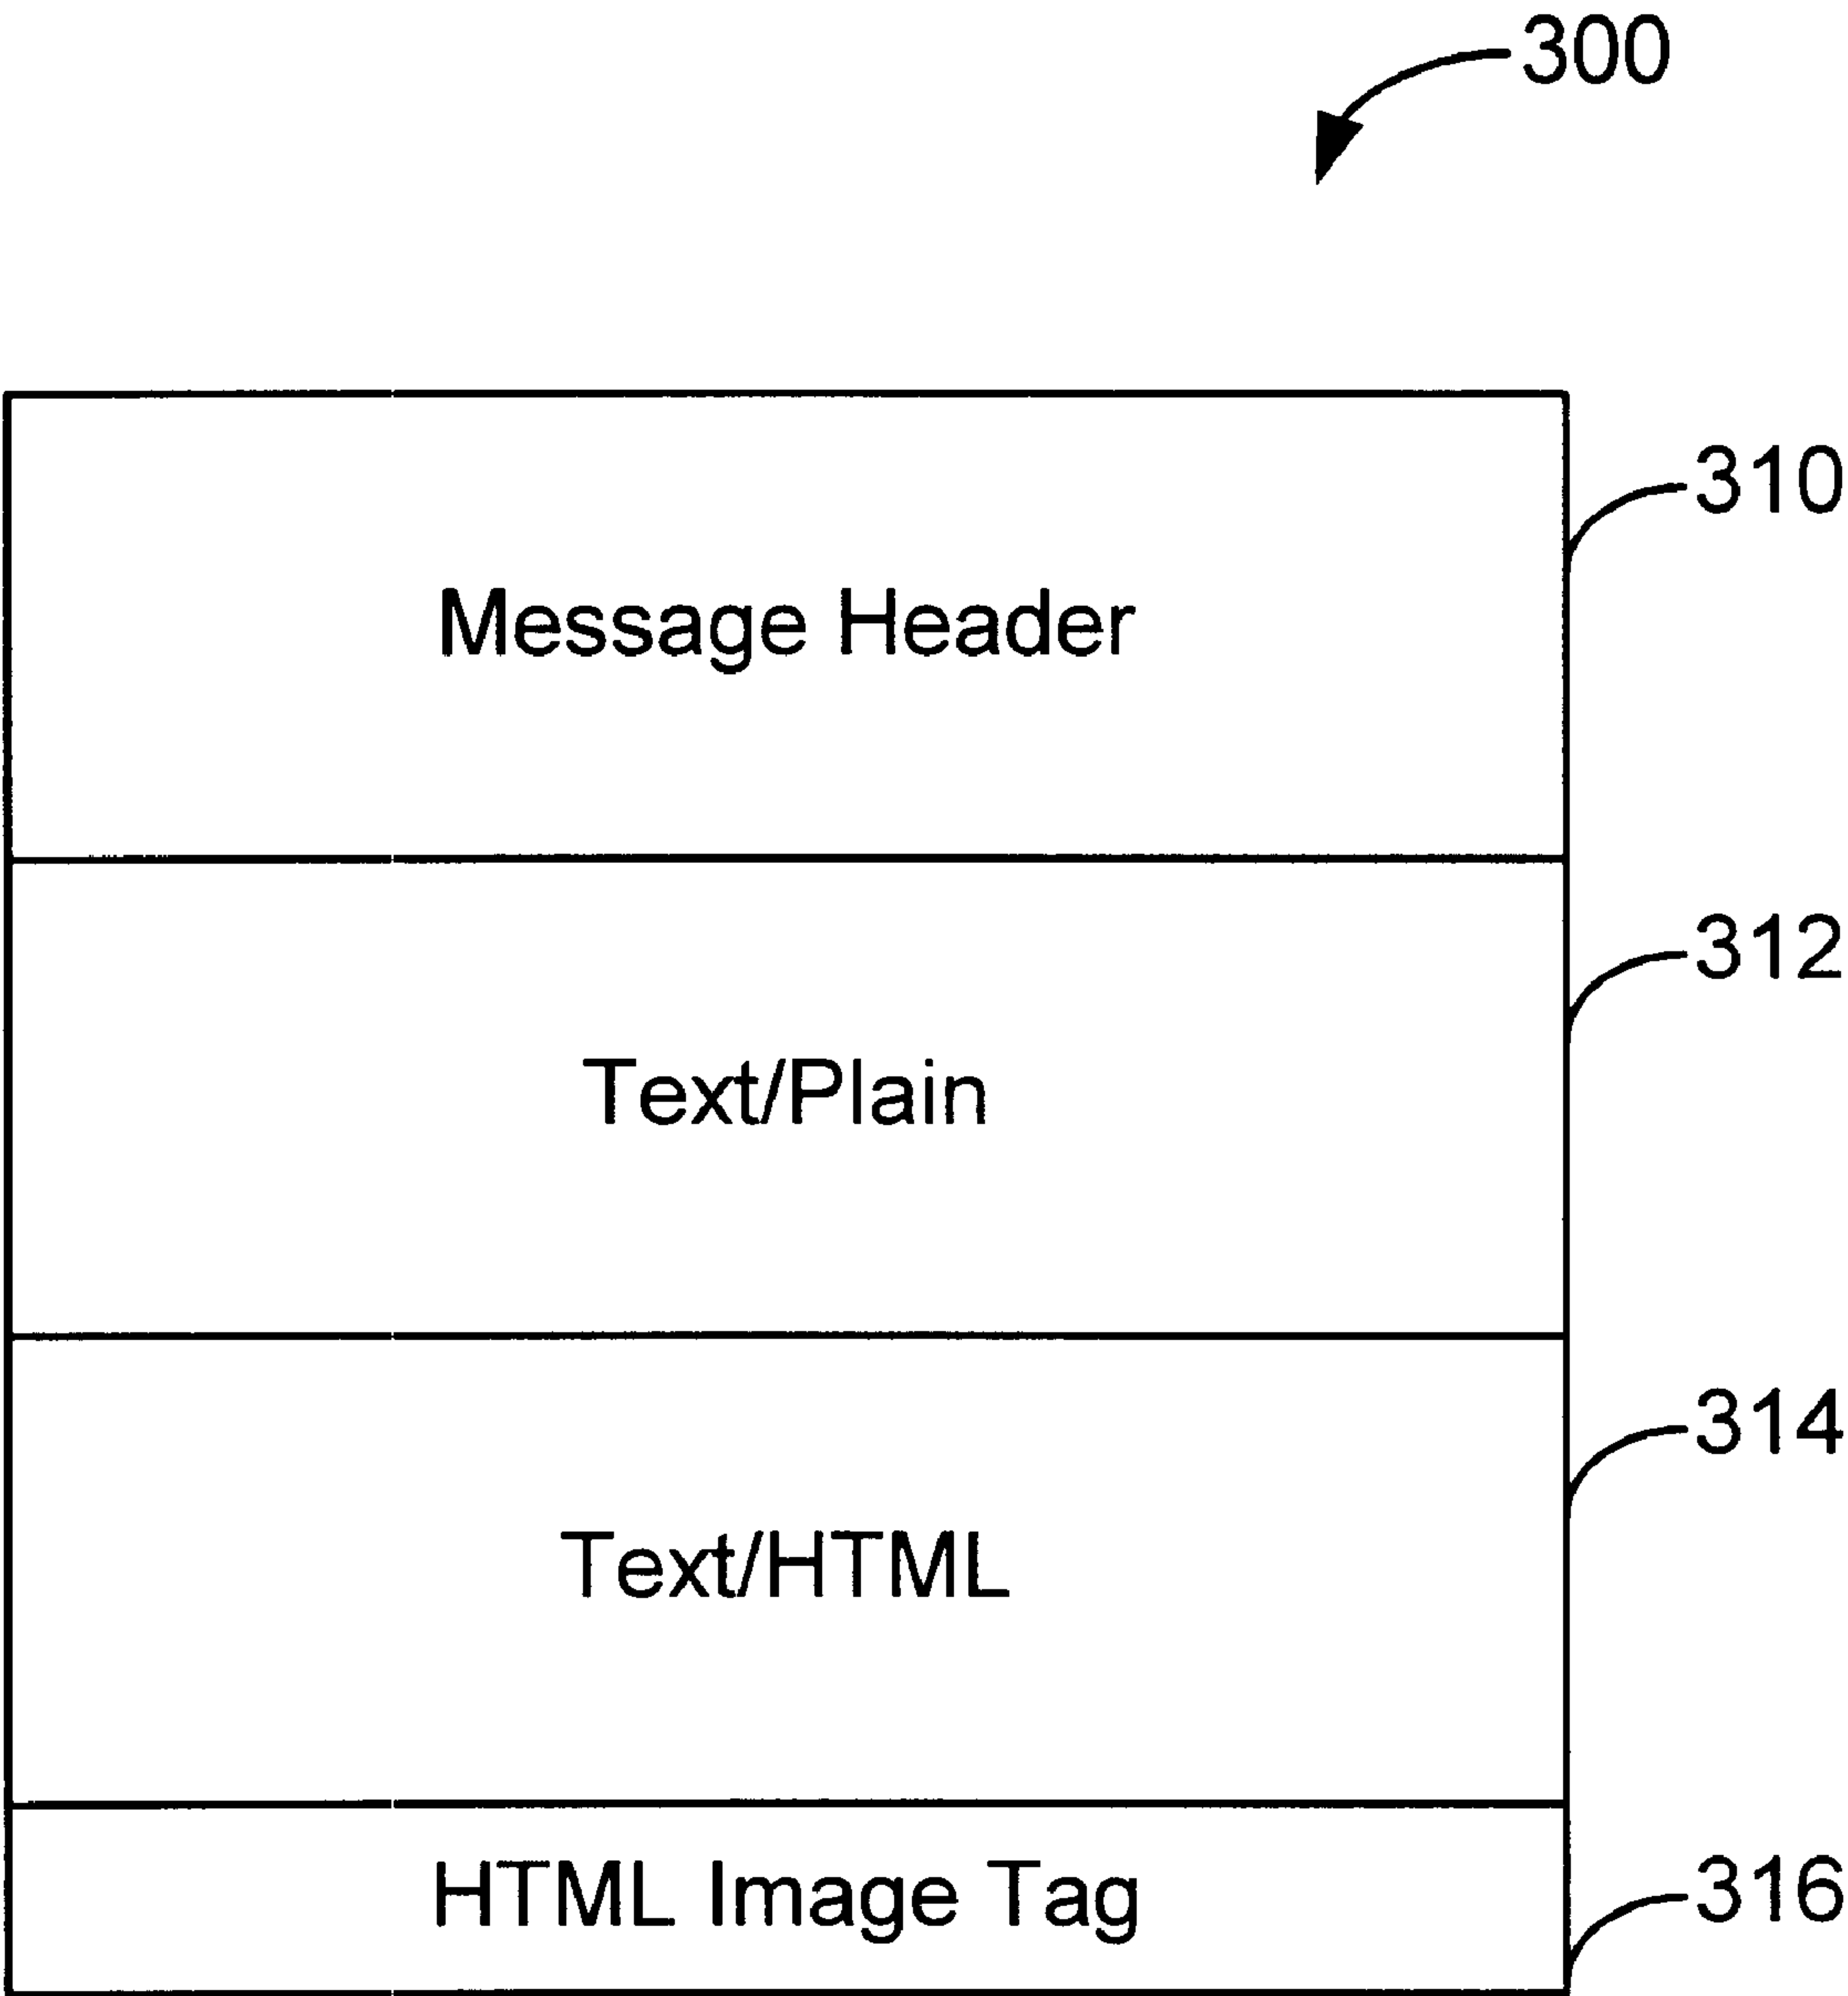 300
310
Message Header
312
Text/Plain
314
Text/HTML
316
HTML Image Tag